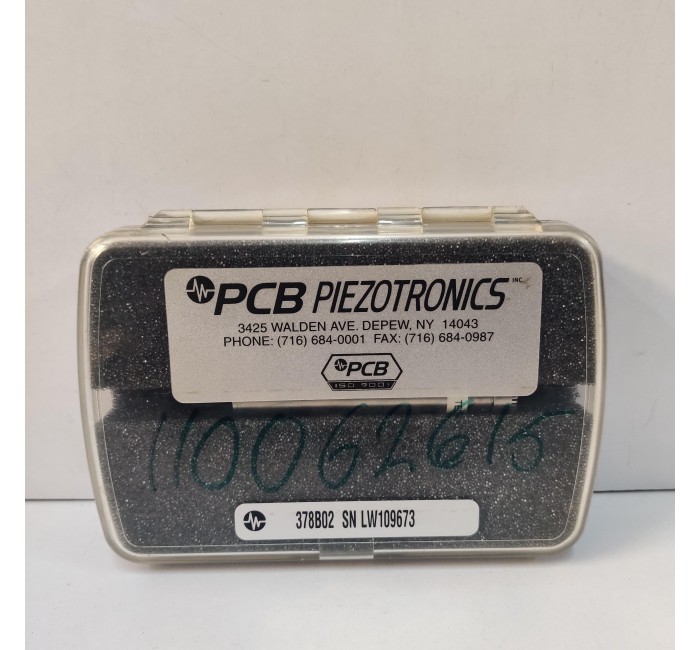 PCB PIEZOTRONICS INC.
3425 WALDEN AVE. DEPEW, NY 14043
PHONE: (716) 684-0001 FAX: (716) 684-0987
PCB
ISO 9001
110062615
378B02 SN LW109673